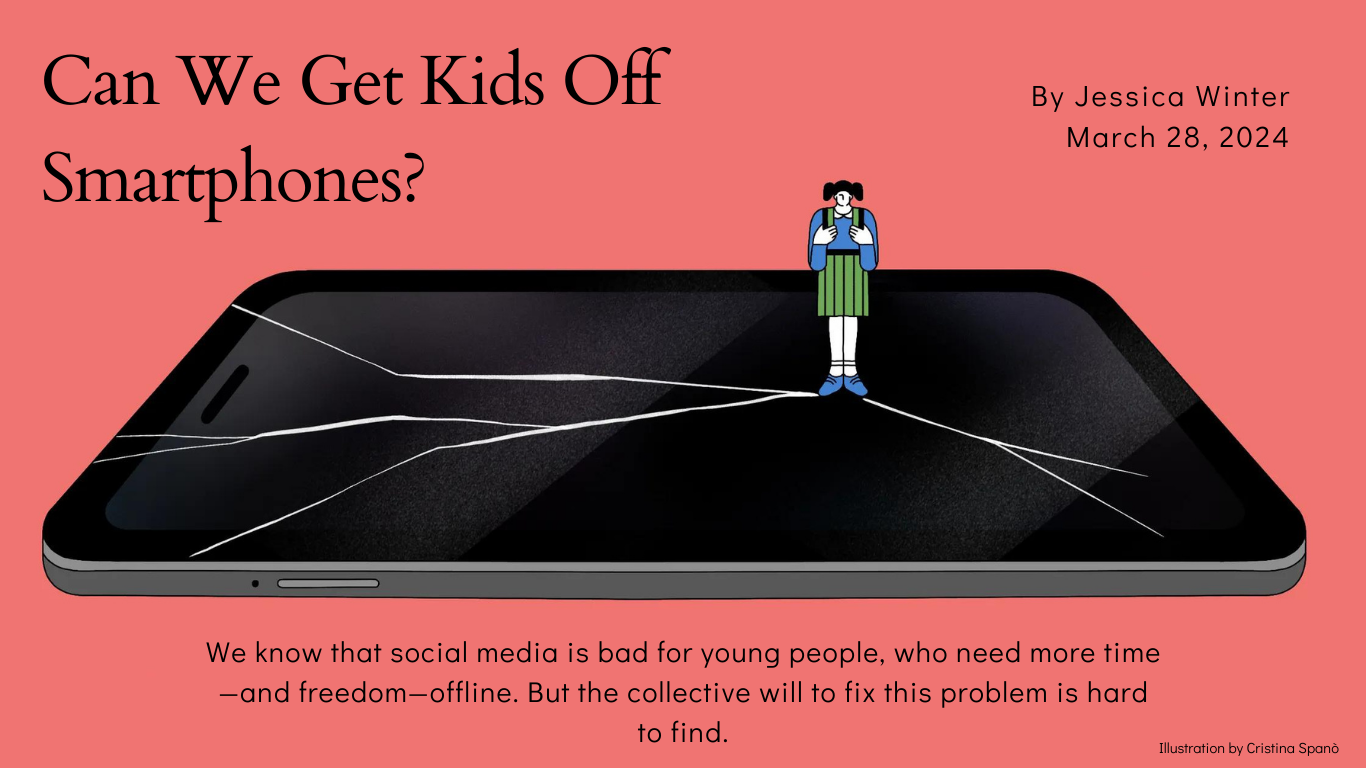 Can We Get Kids Off
Smartphones?
By Jessica Winter
March 28, 2024
We know that social media is bad for young people, who need more time
—and freedom—offline. But the collective will to fix this problem is hard
to find.
Illustration by Cristina Spanò